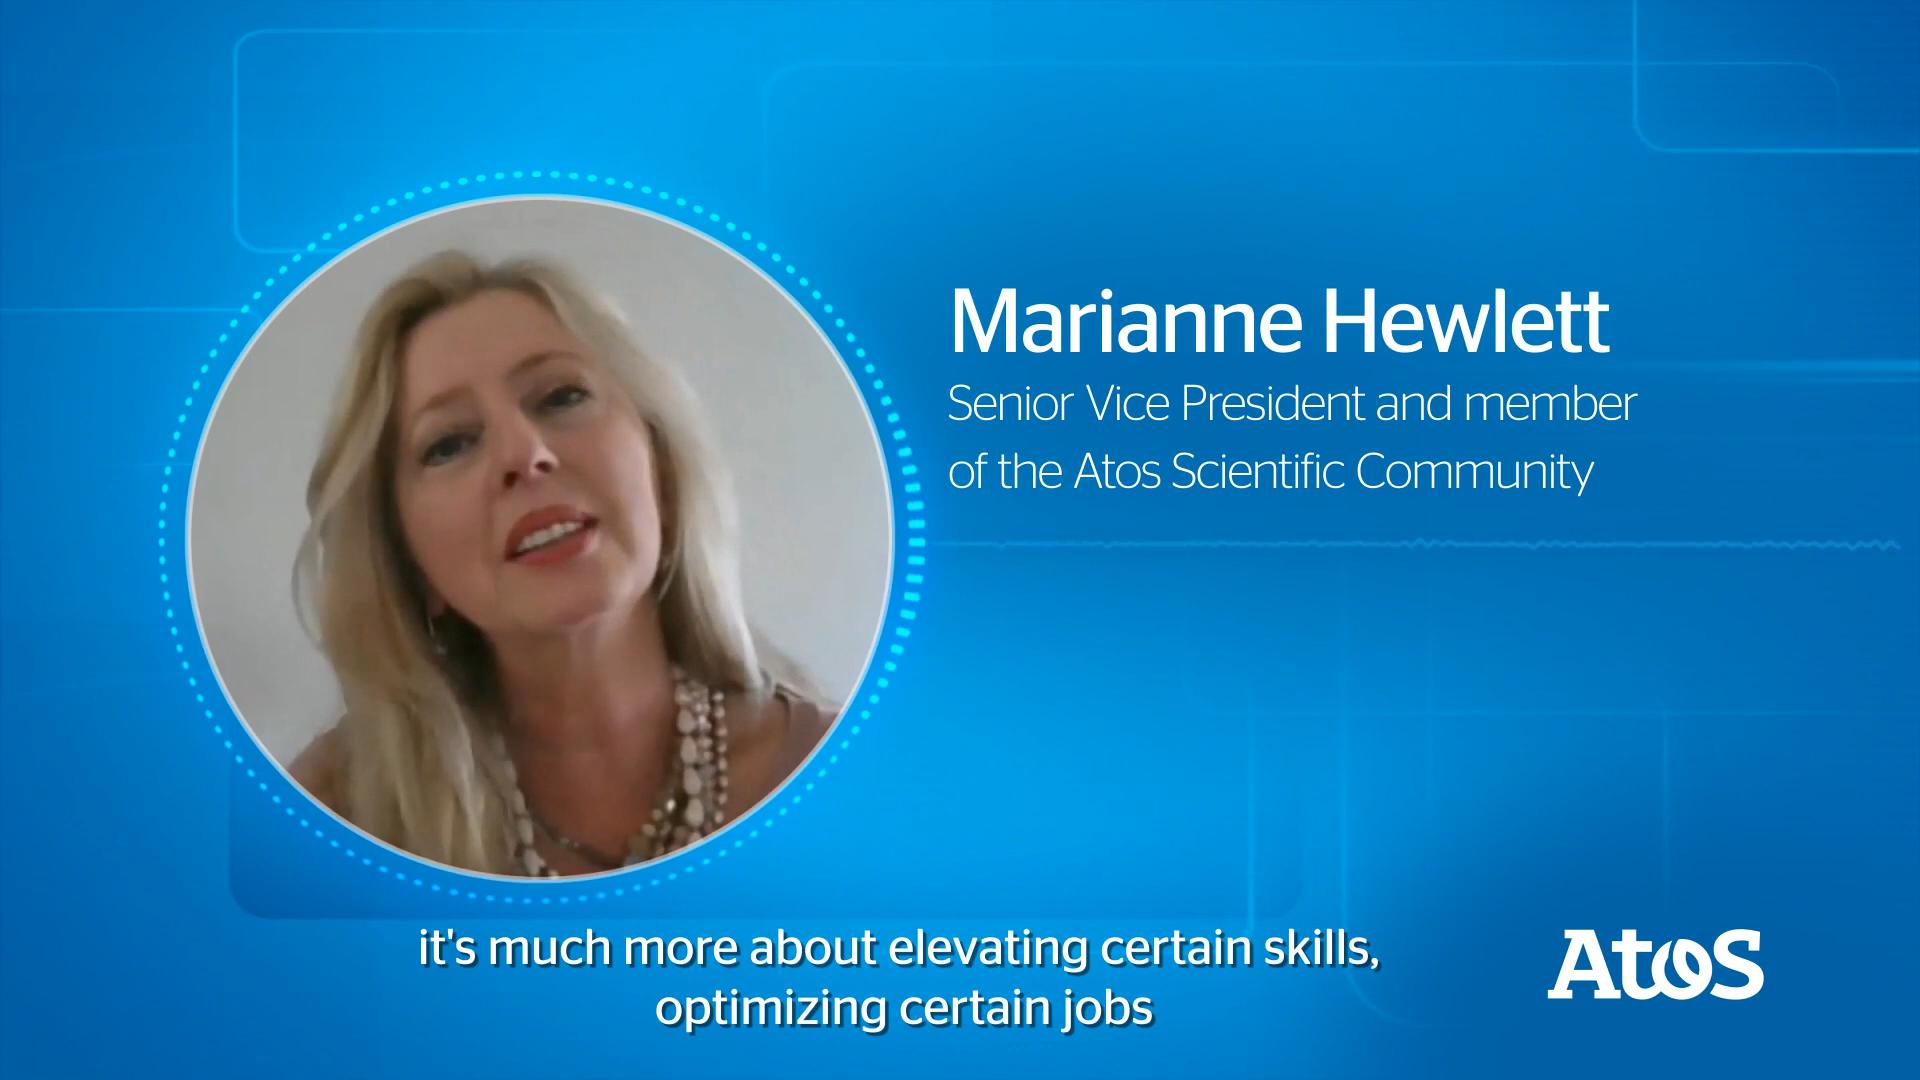 Marianne Hewlett
Senior Vice President and member
of the Atos Scientific Community
it's much more about elevating certain skills,
optimizing certain jobs
Atos